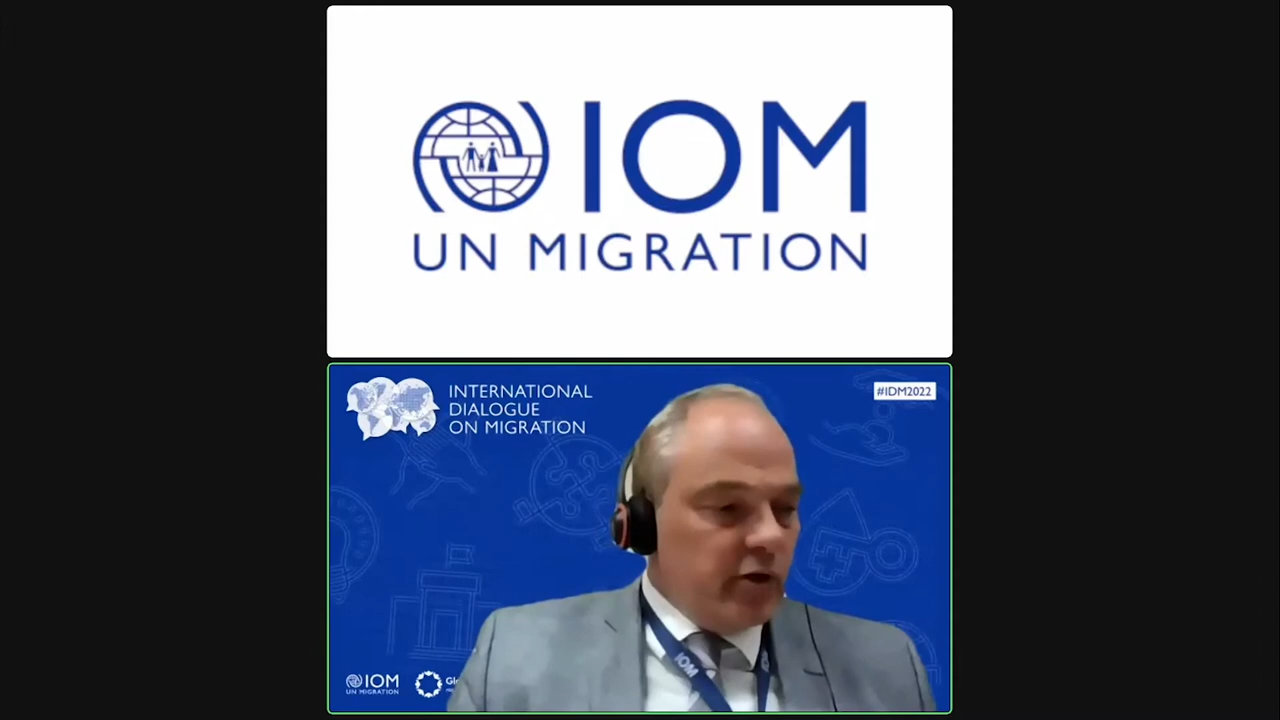 IOM
UN MIGRATION
INTERNATIONAL
DIALOGUE
ON MIGRATION
#IDM2022
IOM
UN MIGRATION
IOM